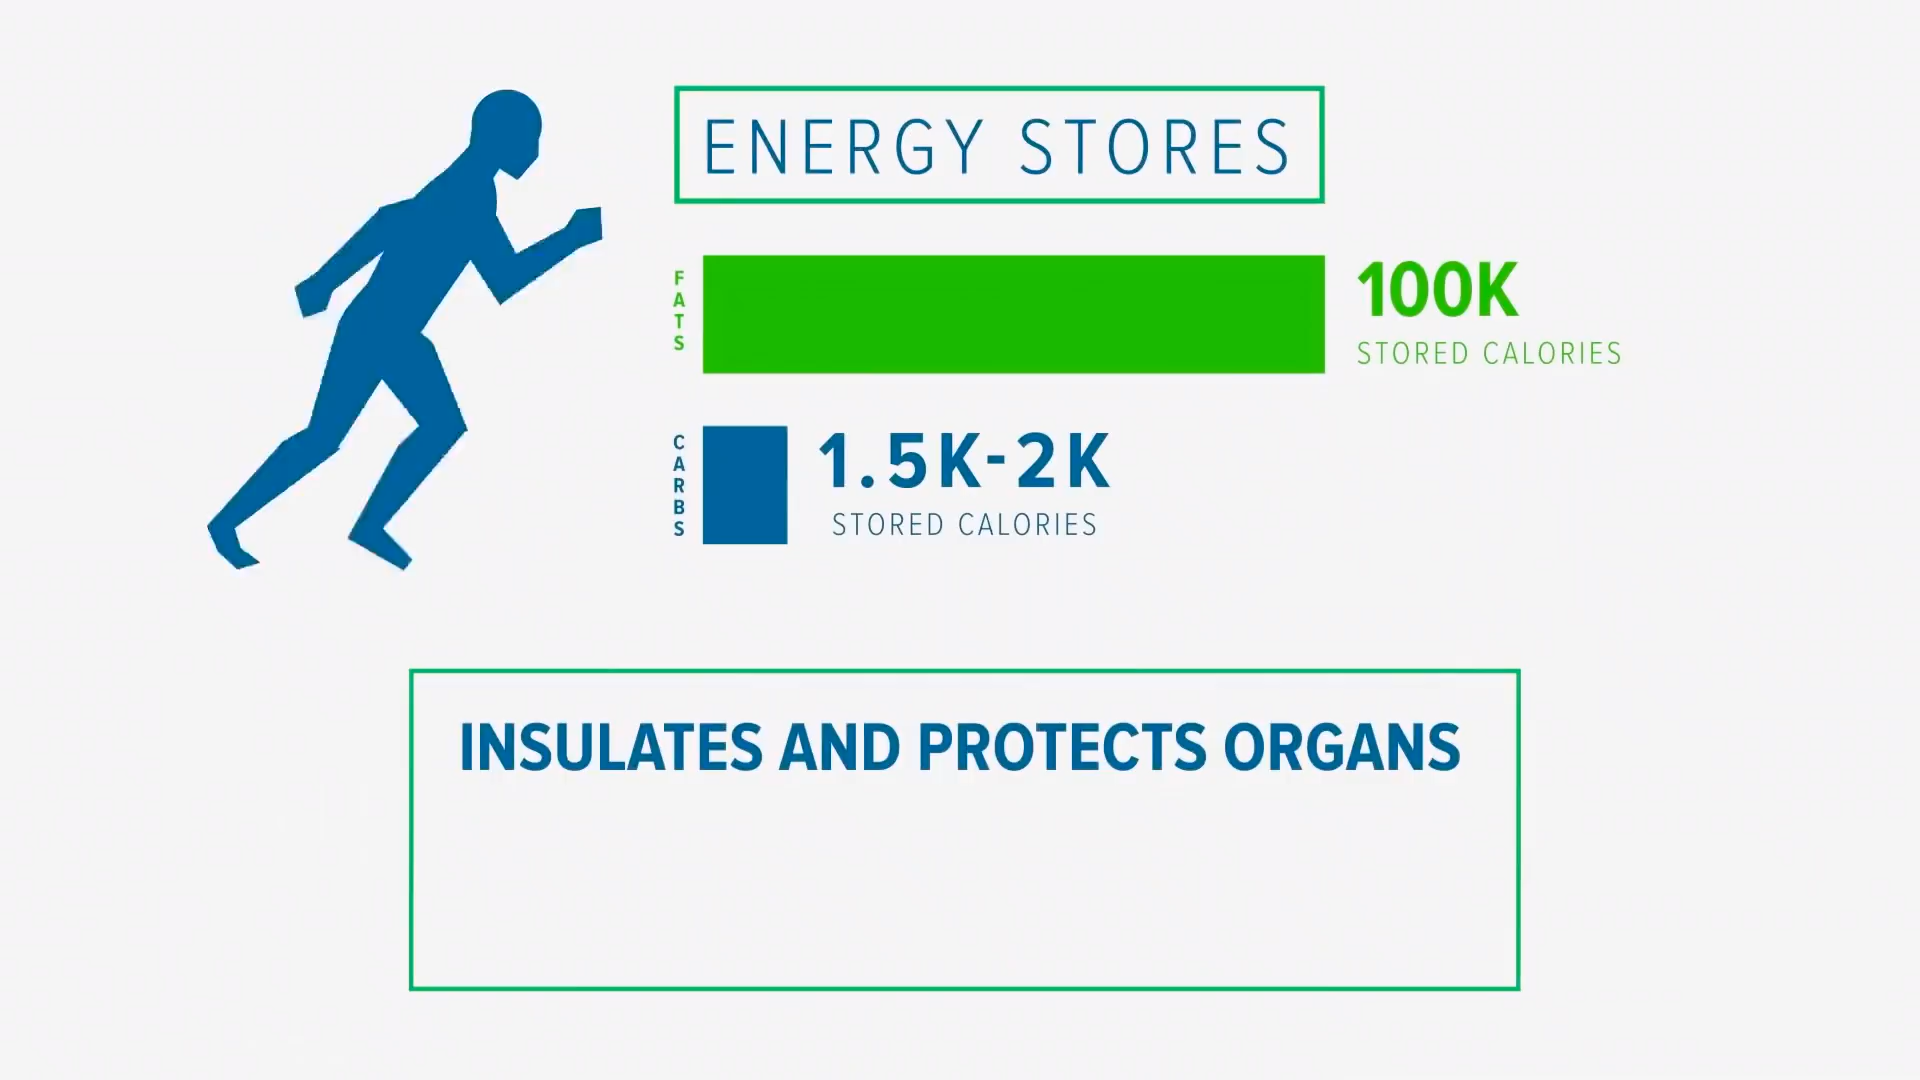 ENERGY STORES
FATS
100K
STORED CALORIES
CARBS
1.5K-2K
STORED CALORIES
INSULATES AND PROTECTS ORGANS